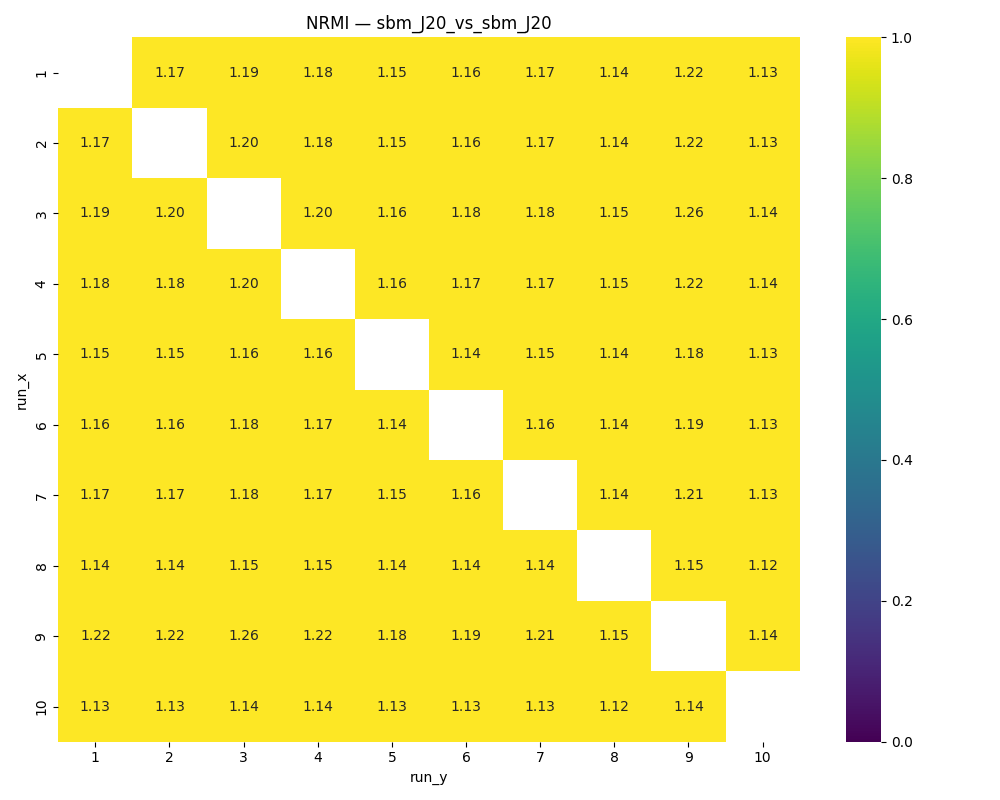 NRMI — sbm_J20_vs_sbm_J20
1 1.17 1.19 1.18 1.15 1.16 1.17 1.14 1.22 1.13
2 1.17 1.20 1.18 1.15 1.16 1.17 1.14 1.22 1.13
3 1.19 1.20 1.20 1.16 1.18 1.18 1.15 1.26 1.14
4 1.18 1.18 1.20 1.16 1.17 1.17 1.15 1.22 1.14
5 1.15 1.15 1.16 1.16 1.14 1.15 1.14 1.18 1.13
6 1.16 1.16 1.18 1.17 1.14 1.16 1.14 1.19 1.13
7 1.17 1.17 1.18 1.17 1.15 1.16 1.14 1.21 1.13
8 1.14 1.14 1.15 1.15 1.14 1.14 1.14 1.15 1.12
9 1.22 1.22 1.26 1.22 1.18 1.19 1.21 1.15 1.14
10 1.13 1.13 1.14 1.14 1.13 1.13 1.13 1.12 1.14
1 2 3 4 5 6 7 8 9 10
run_y
run_x
1.0
0.8
0.6
0.4
0.2
0.0